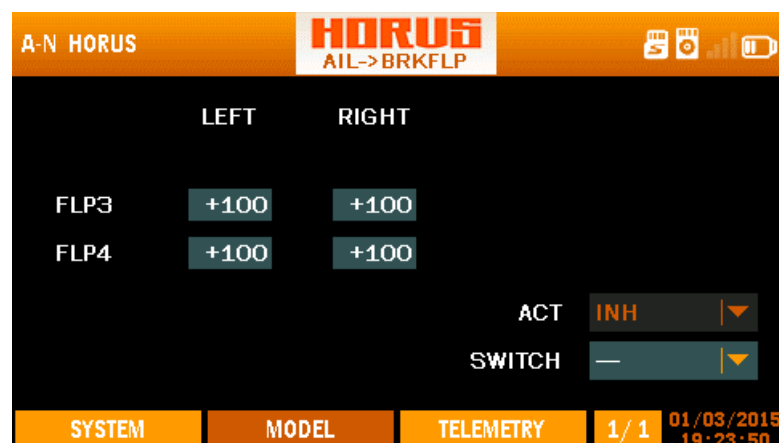 A-N HORUS
HORUS
AIL->BRKFLP
LEFT RIGHT
FLP3 +100 +100
FLP4 +100 +100
ACT INH
SWITCH —
SYSTEM MODEL TELEMETRY 1/1 01/03/2015
19:23:50